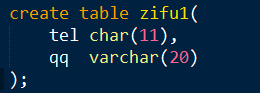 create table zifu1(
    tel char(11),
    qq  varchar(20)
);